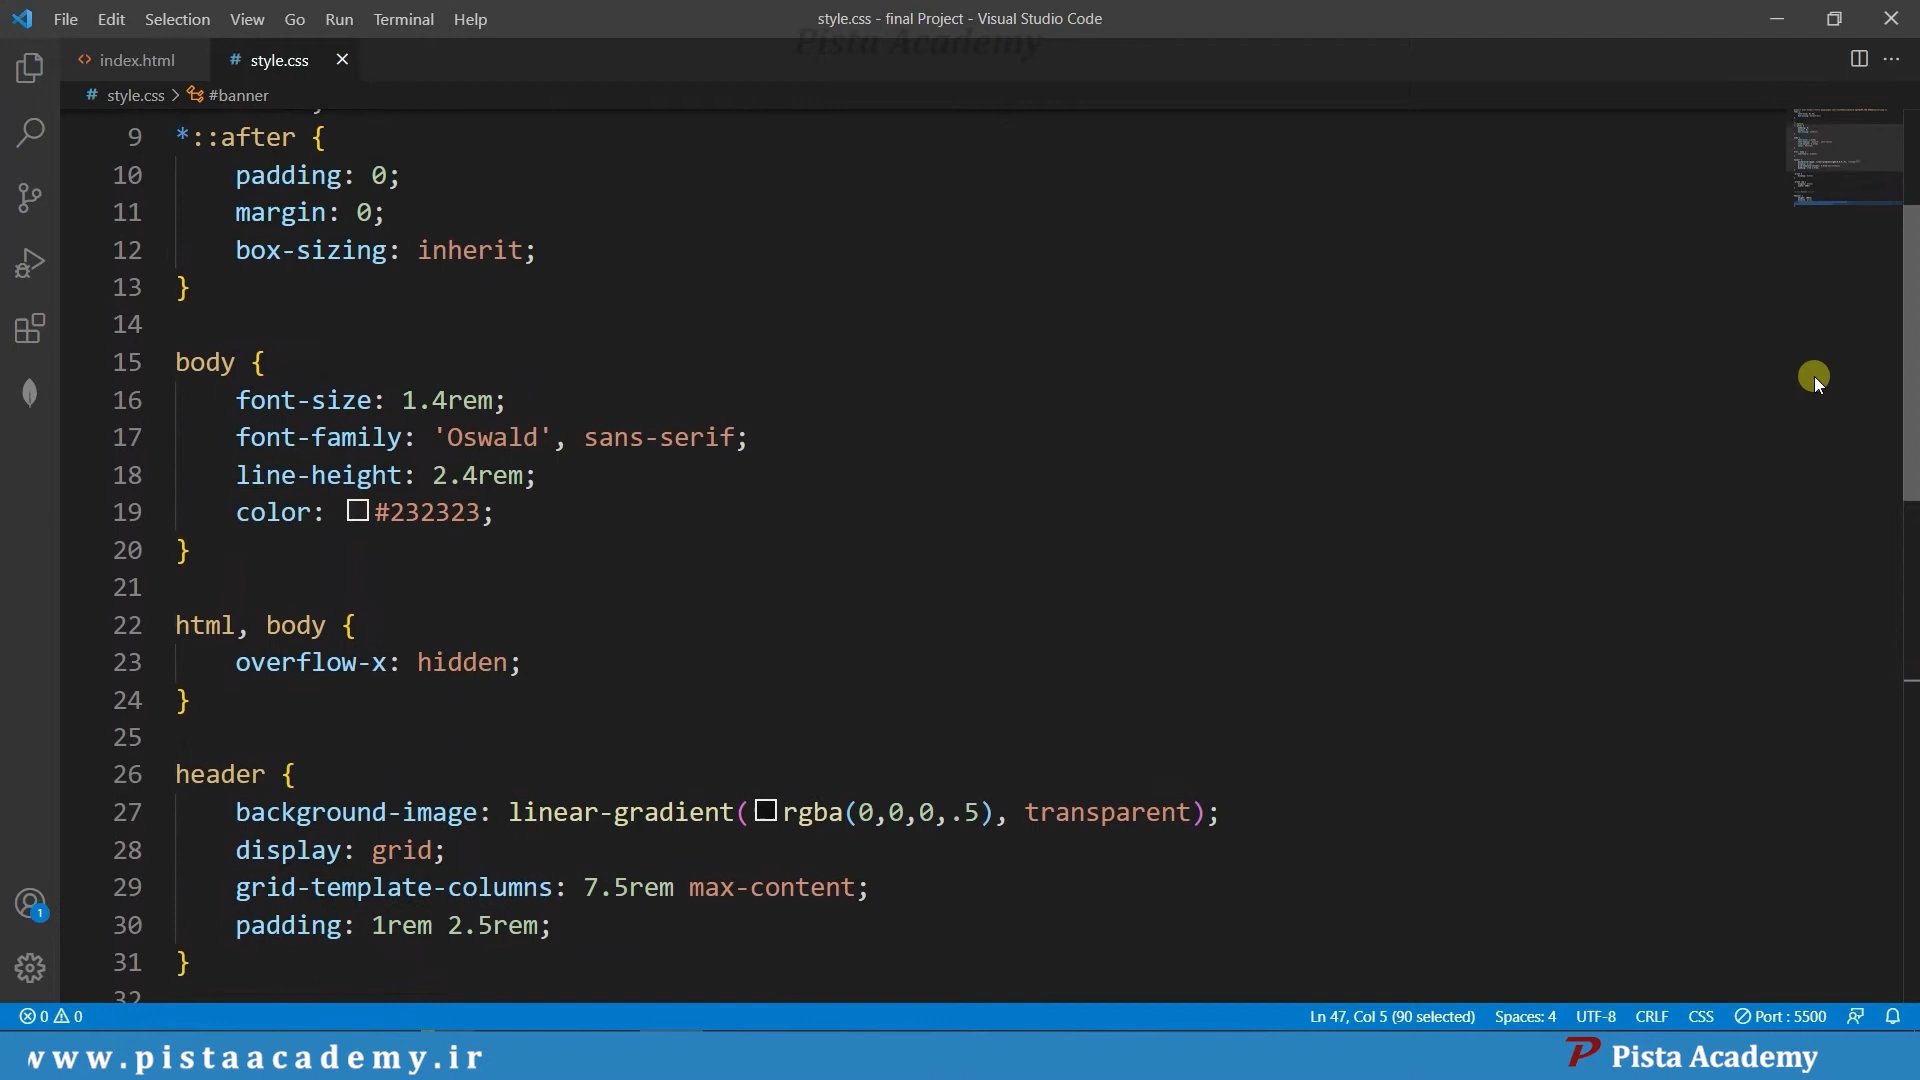 File Edit Selection View Go Run Terminal Help
style.css - final Project - Visual Studio Code
Pista Academy
<> index.html # style.css
# style.css > #banner
9 *::after {
10 padding: 0;
11 margin: 0;
12 box-sizing: inherit;
13 }
14
15 body {
16 font-size: 1.4rem;
17 font-family: 'Oswald', sans-serif;
18 line-height: 2.4rem;
19 color: #232323;
20 }
21
22 html, body {
23 overflow-x: hidden;
24 }
25
26 header {
27 background-image: linear-gradient(rgba(0,0,0,.5), transparent);
28 display: grid;
29 grid-template-columns: 7.5rem max-content;
30 padding: 1rem 2.5rem;
31 }
32
1
0 0 Ln 47, Col 5 (90 selected) Spaces: 4 UTF-8 CRLF CSS Port : 5500
www.pistaacademy.ir
P Pista Academy